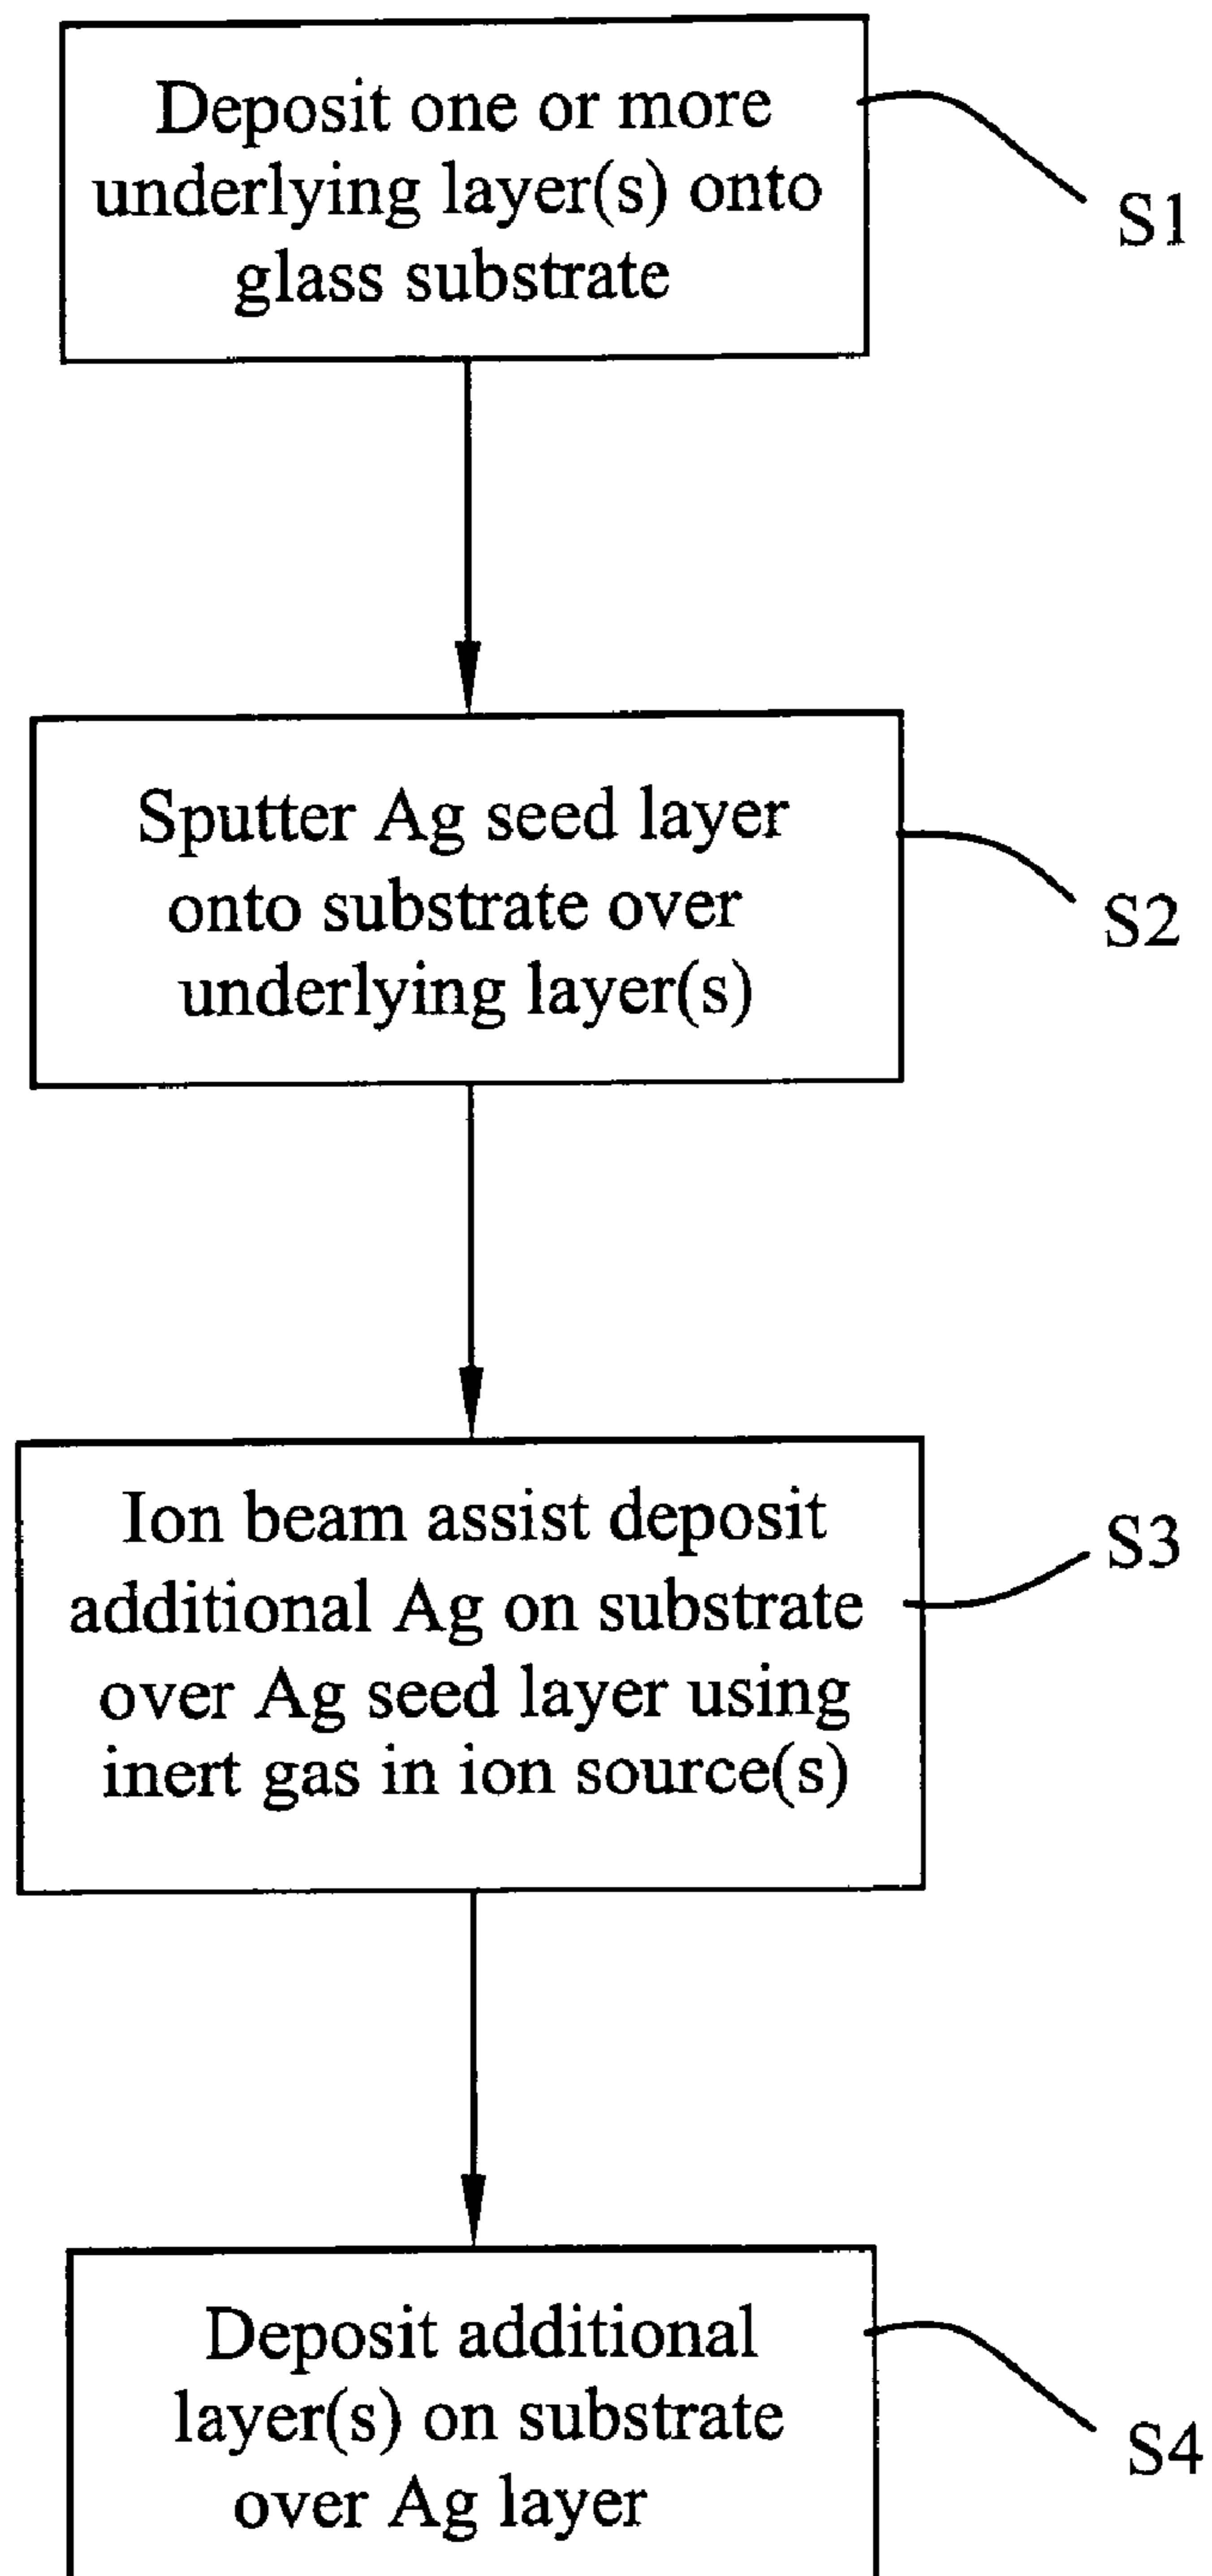 Deposit one or more
underlying layer(s) onto
glass substrate
S1
Sputter Ag seed layer
onto substrate over
underlying layer(s)
S2
Ion beam assist deposit
additional Ag on substrate
over Ag seed layer using
inert gas in ion source(s)
S3
Deposit additional
layer(s) on substrate
over Ag layer
S4